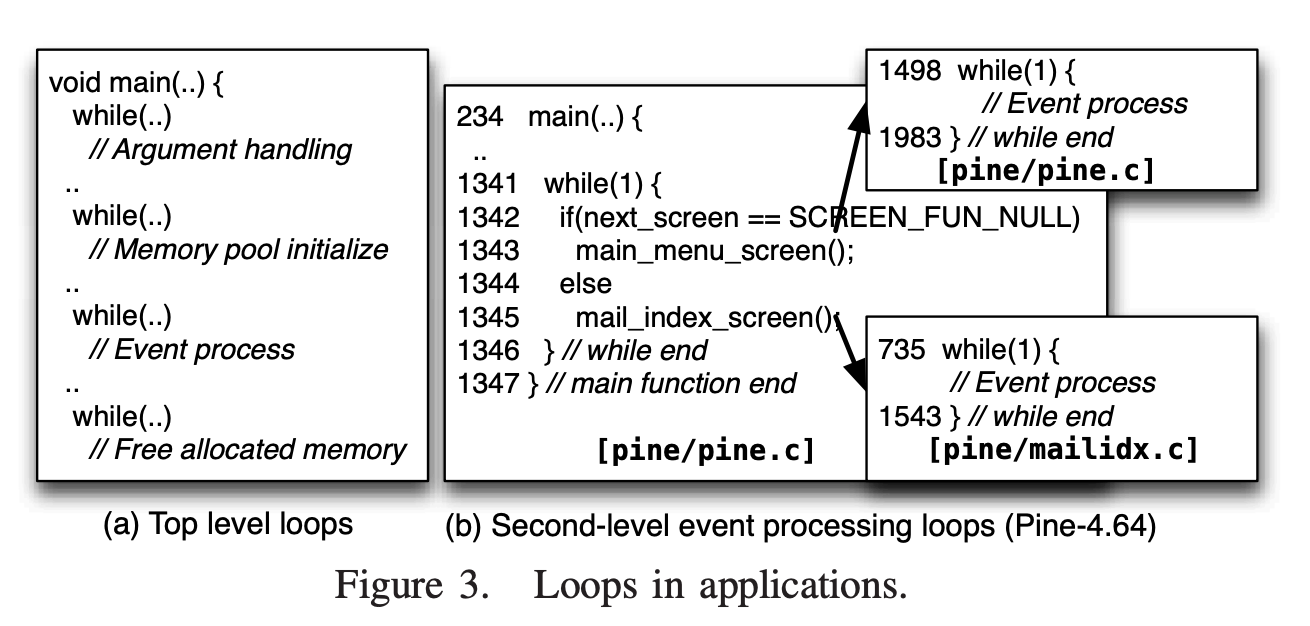 void main(..) {
while(..)
// Argument handling
..
while(..)
// Memory pool initialize
..
while(..)
// Event process
..
while(..)
// Free allocated memory
(a) Top level loops
234 main(..) {
..
1341 while(1) {
1342 if(next_screen == SCREEN_FUN_NULL)
1343 main_menu_screen();
1344 else
1345 mail_index_screen();
1346 } // while end
1347 } // main function end
[pine/pine.c]
1498 while(1) {
// Event process
1983 } // while end
[pine/pine.c]
735 while(1) {
// Event process
1543 } // while end
[pine/mailidx.c]
(b) Second-level event processing loops (Pine-4.64)
Figure 3. Loops in applications.